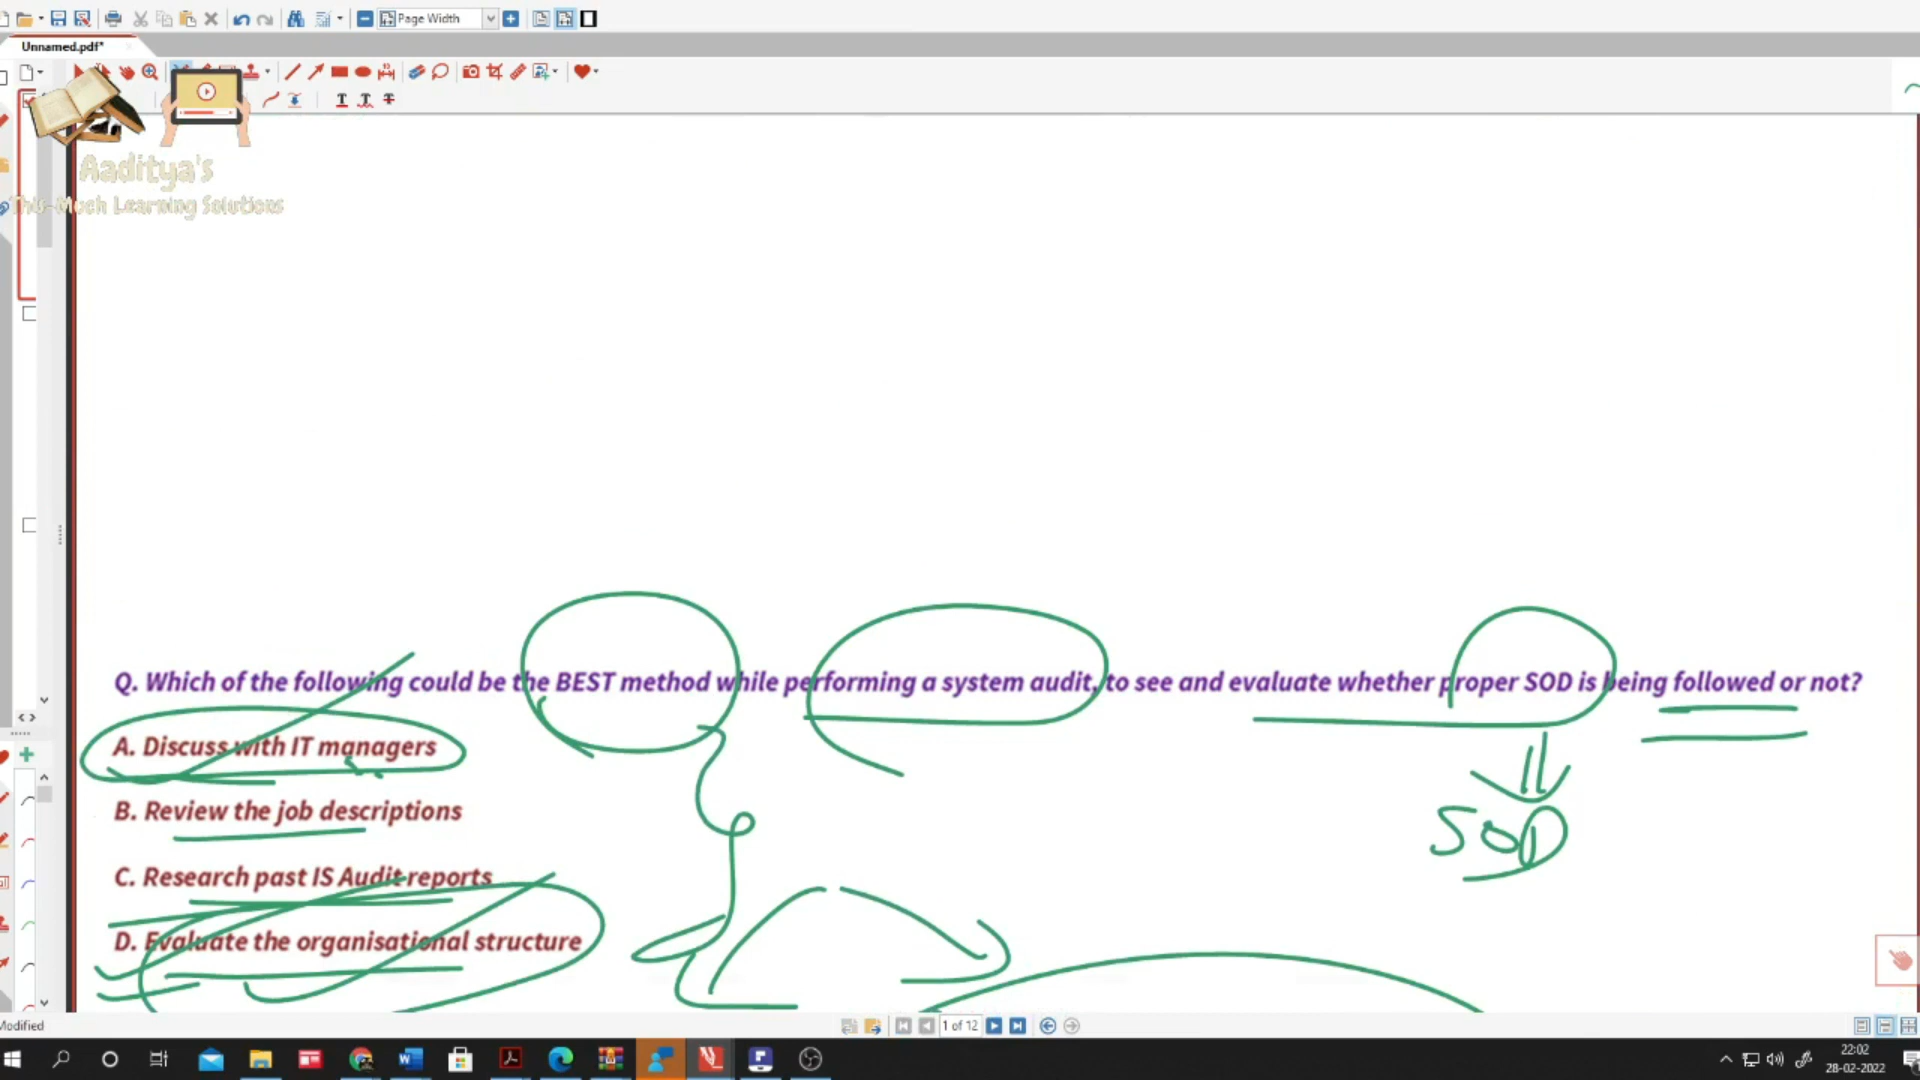 Page Width
Unnamed.pdf*
Aaditya's
This-Much Learning Solutions
Q. Which of the following could be the BEST method while performing a system audit, to see and evaluate whether proper SOD is being followed or not?
A. Discuss with IT managers
B. Review the job descriptions
C. Research past IS Audit reports
D. Evaluate the organisational structure
SOD
Modified
1 of 12
22:02
28-02-2022